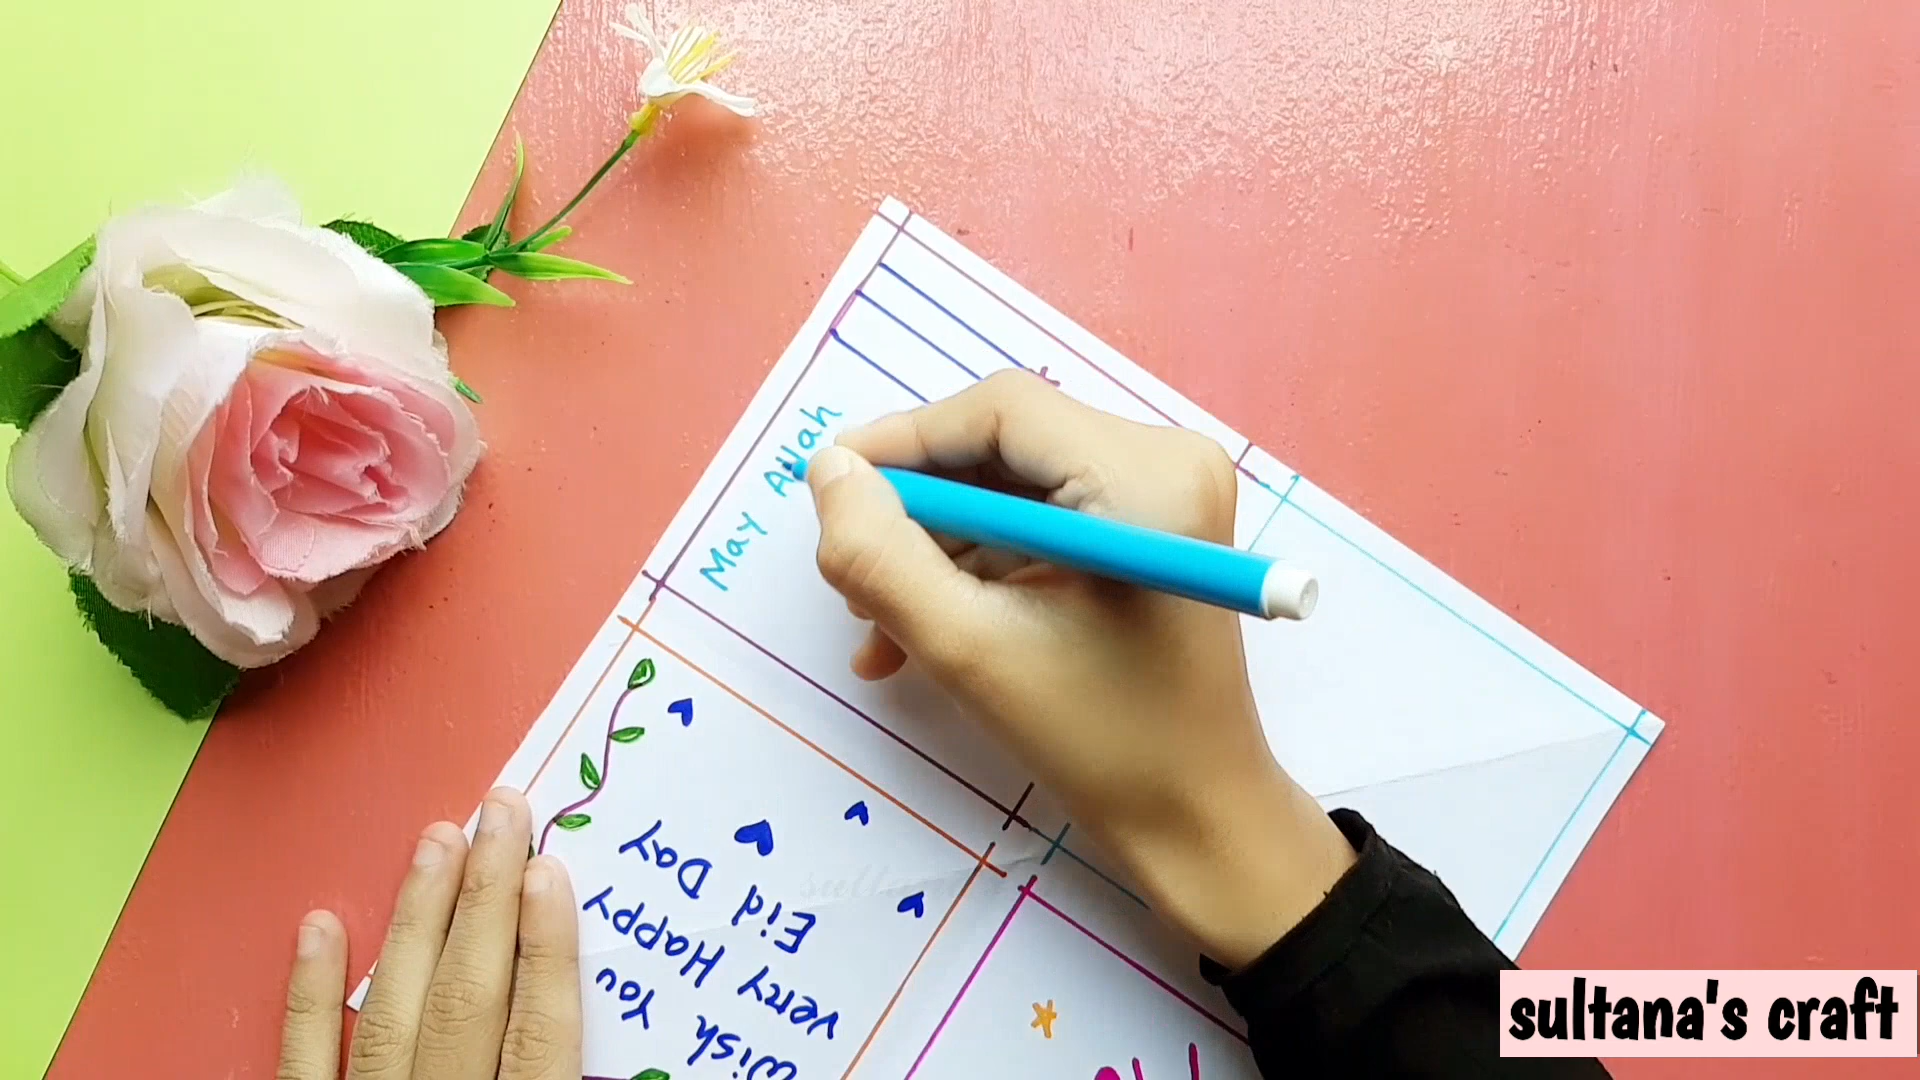 May Allah
Wish You
very Happy
Eid Day
sultana's craft